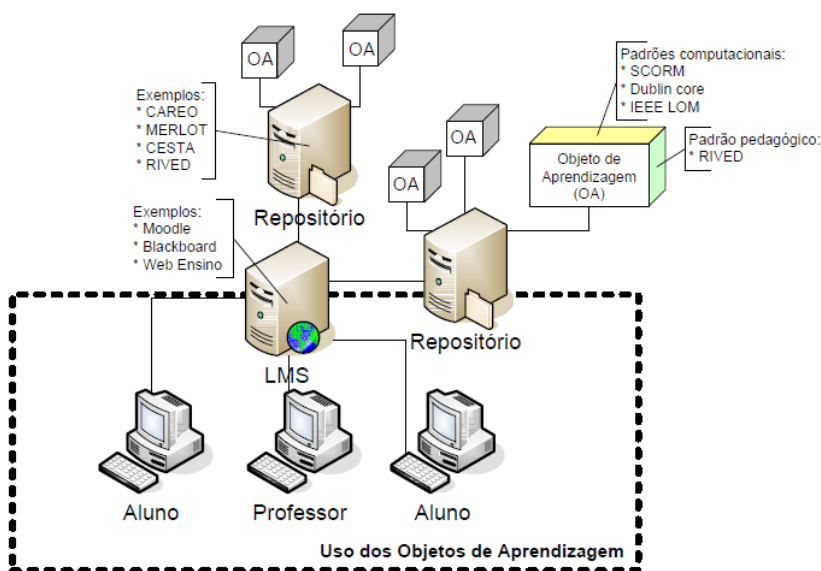 OA
OA
Exemplos:
* CAREO
* MERLOT
* CESTA
* RIVED
Repositório
Padrões computacionais:
* SCORM
* Dublin core
* IEEE LOM
OA
OA
Objeto de
Aprendizagem
(OA)
Padrão pedagógico:
* RIVED
Exemplos:
* Moodle
* Blackboard
* Web Ensino
LMS
Repositório
Aluno
Professor
Aluno
Uso dos Objetos de Aprendizagem